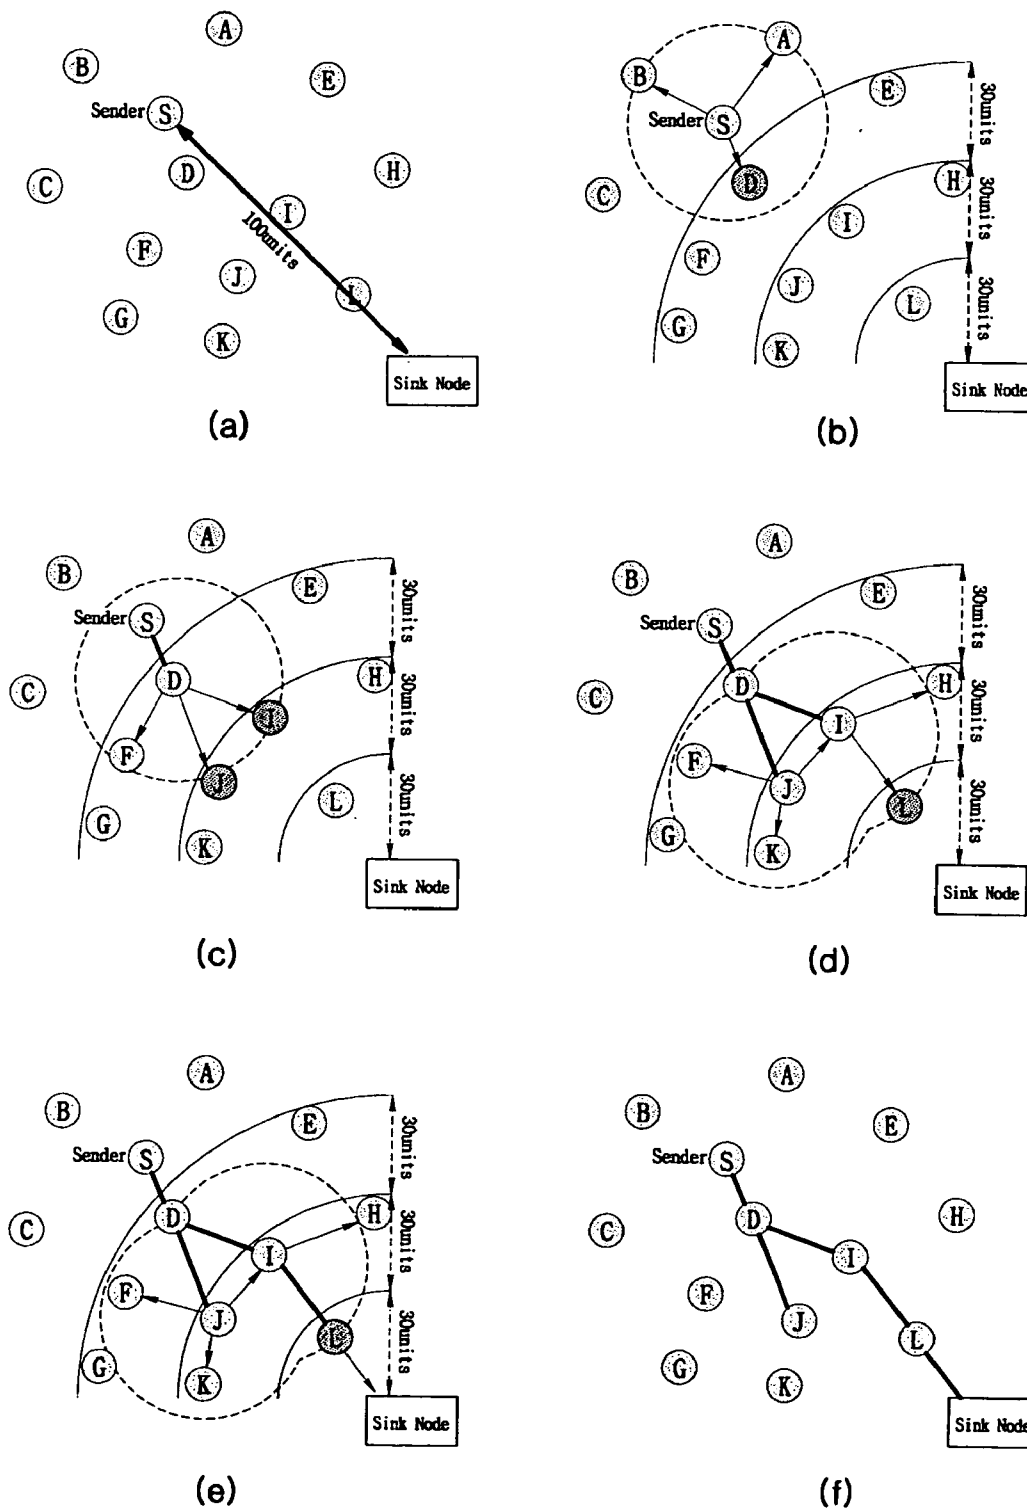 A
B
E
Sender S
D
H
C
I
100units
F
J
L
G
K
Sink Node
(a)
A
B
E
30units
Sender S
D
H
C
I
30units
F
J
L
30units
G
K
Sink Node
(b)
A
B
E
30units
Sender S
D
H
C
I
30units
F
J
L
30units
G
K
Sink Node
(c)
A
B
E
30units
Sender S
D
H
C
I
30units
F
J
L
30units
G
K
Sink Node
(d)
A
B
E
30units
Sender S
D
H
C
I
30units
F
J
L
30units
G
K
Sink Node
(e)
A
B
E
Sender S
D
H
C
I
F
J
L
G
K
Sink Node
(f)